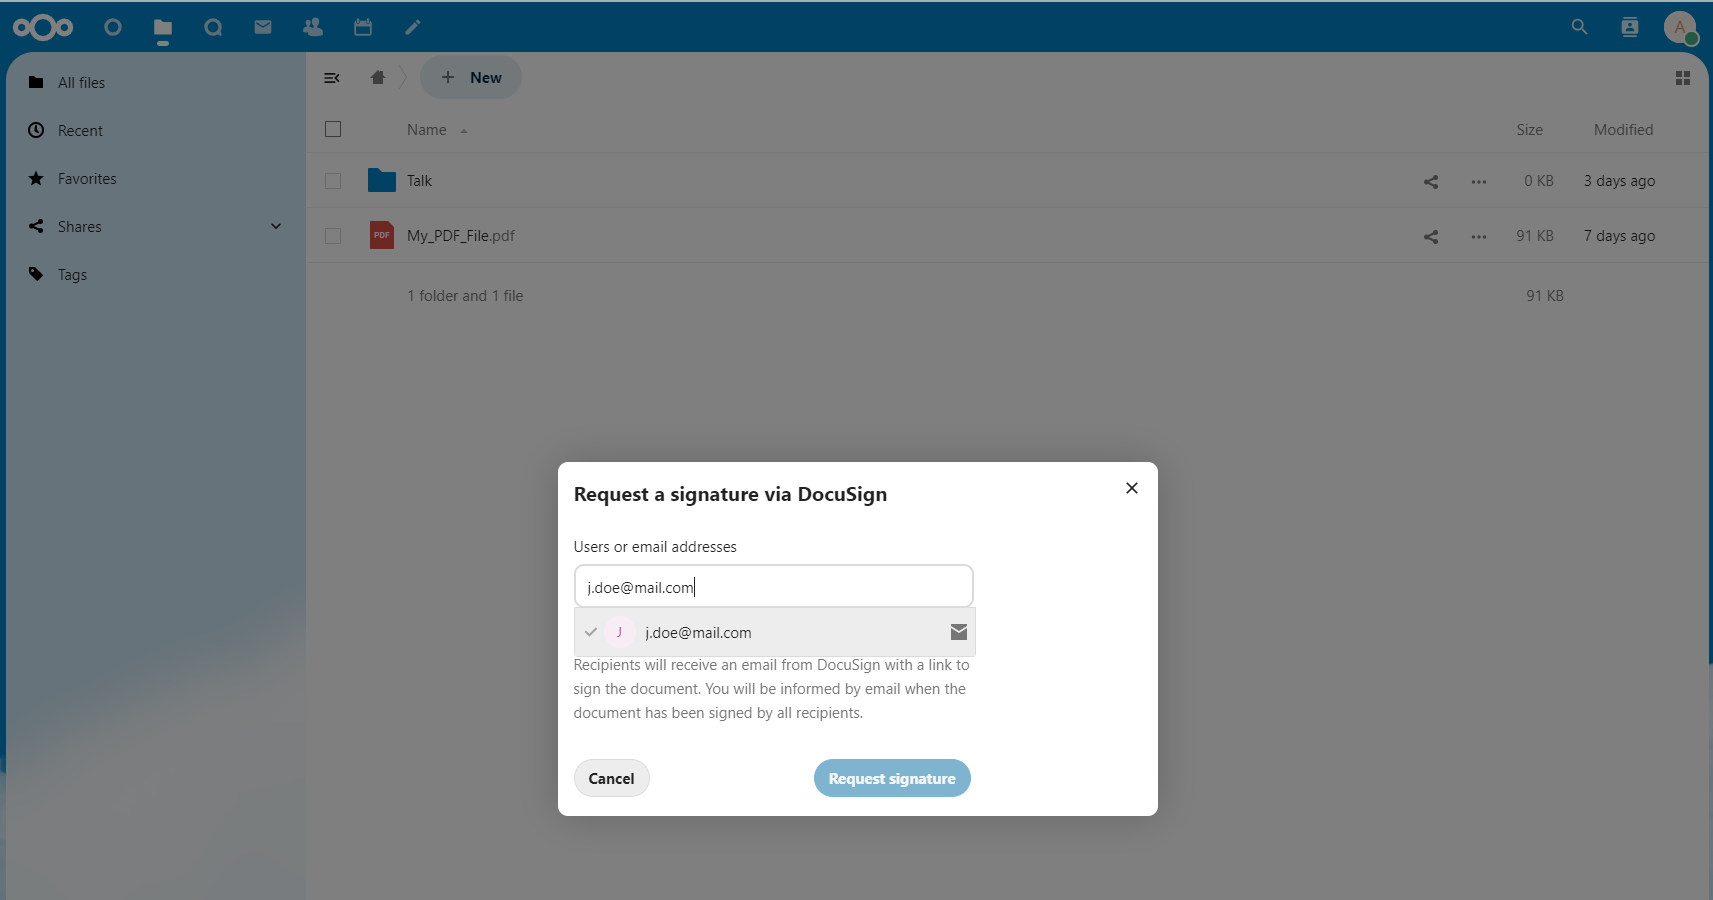 A
All files
Recent
Favorites
Shares
Tags
New
Name
Size
Modified
Talk
0 KB
3 days ago
PDF
My_PDF_File.pdf
91 KB
7 days ago
1 folder and 1 file
91 KB
Request a signature via DocuSign
Users or email addresses
j.doe@mail.com
J
j.doe@mail.com
Recipients will receive an email from DocuSign with a link to
sign the document. You will be informed by email when the
document has been signed by all recipients.
Cancel
Request signature